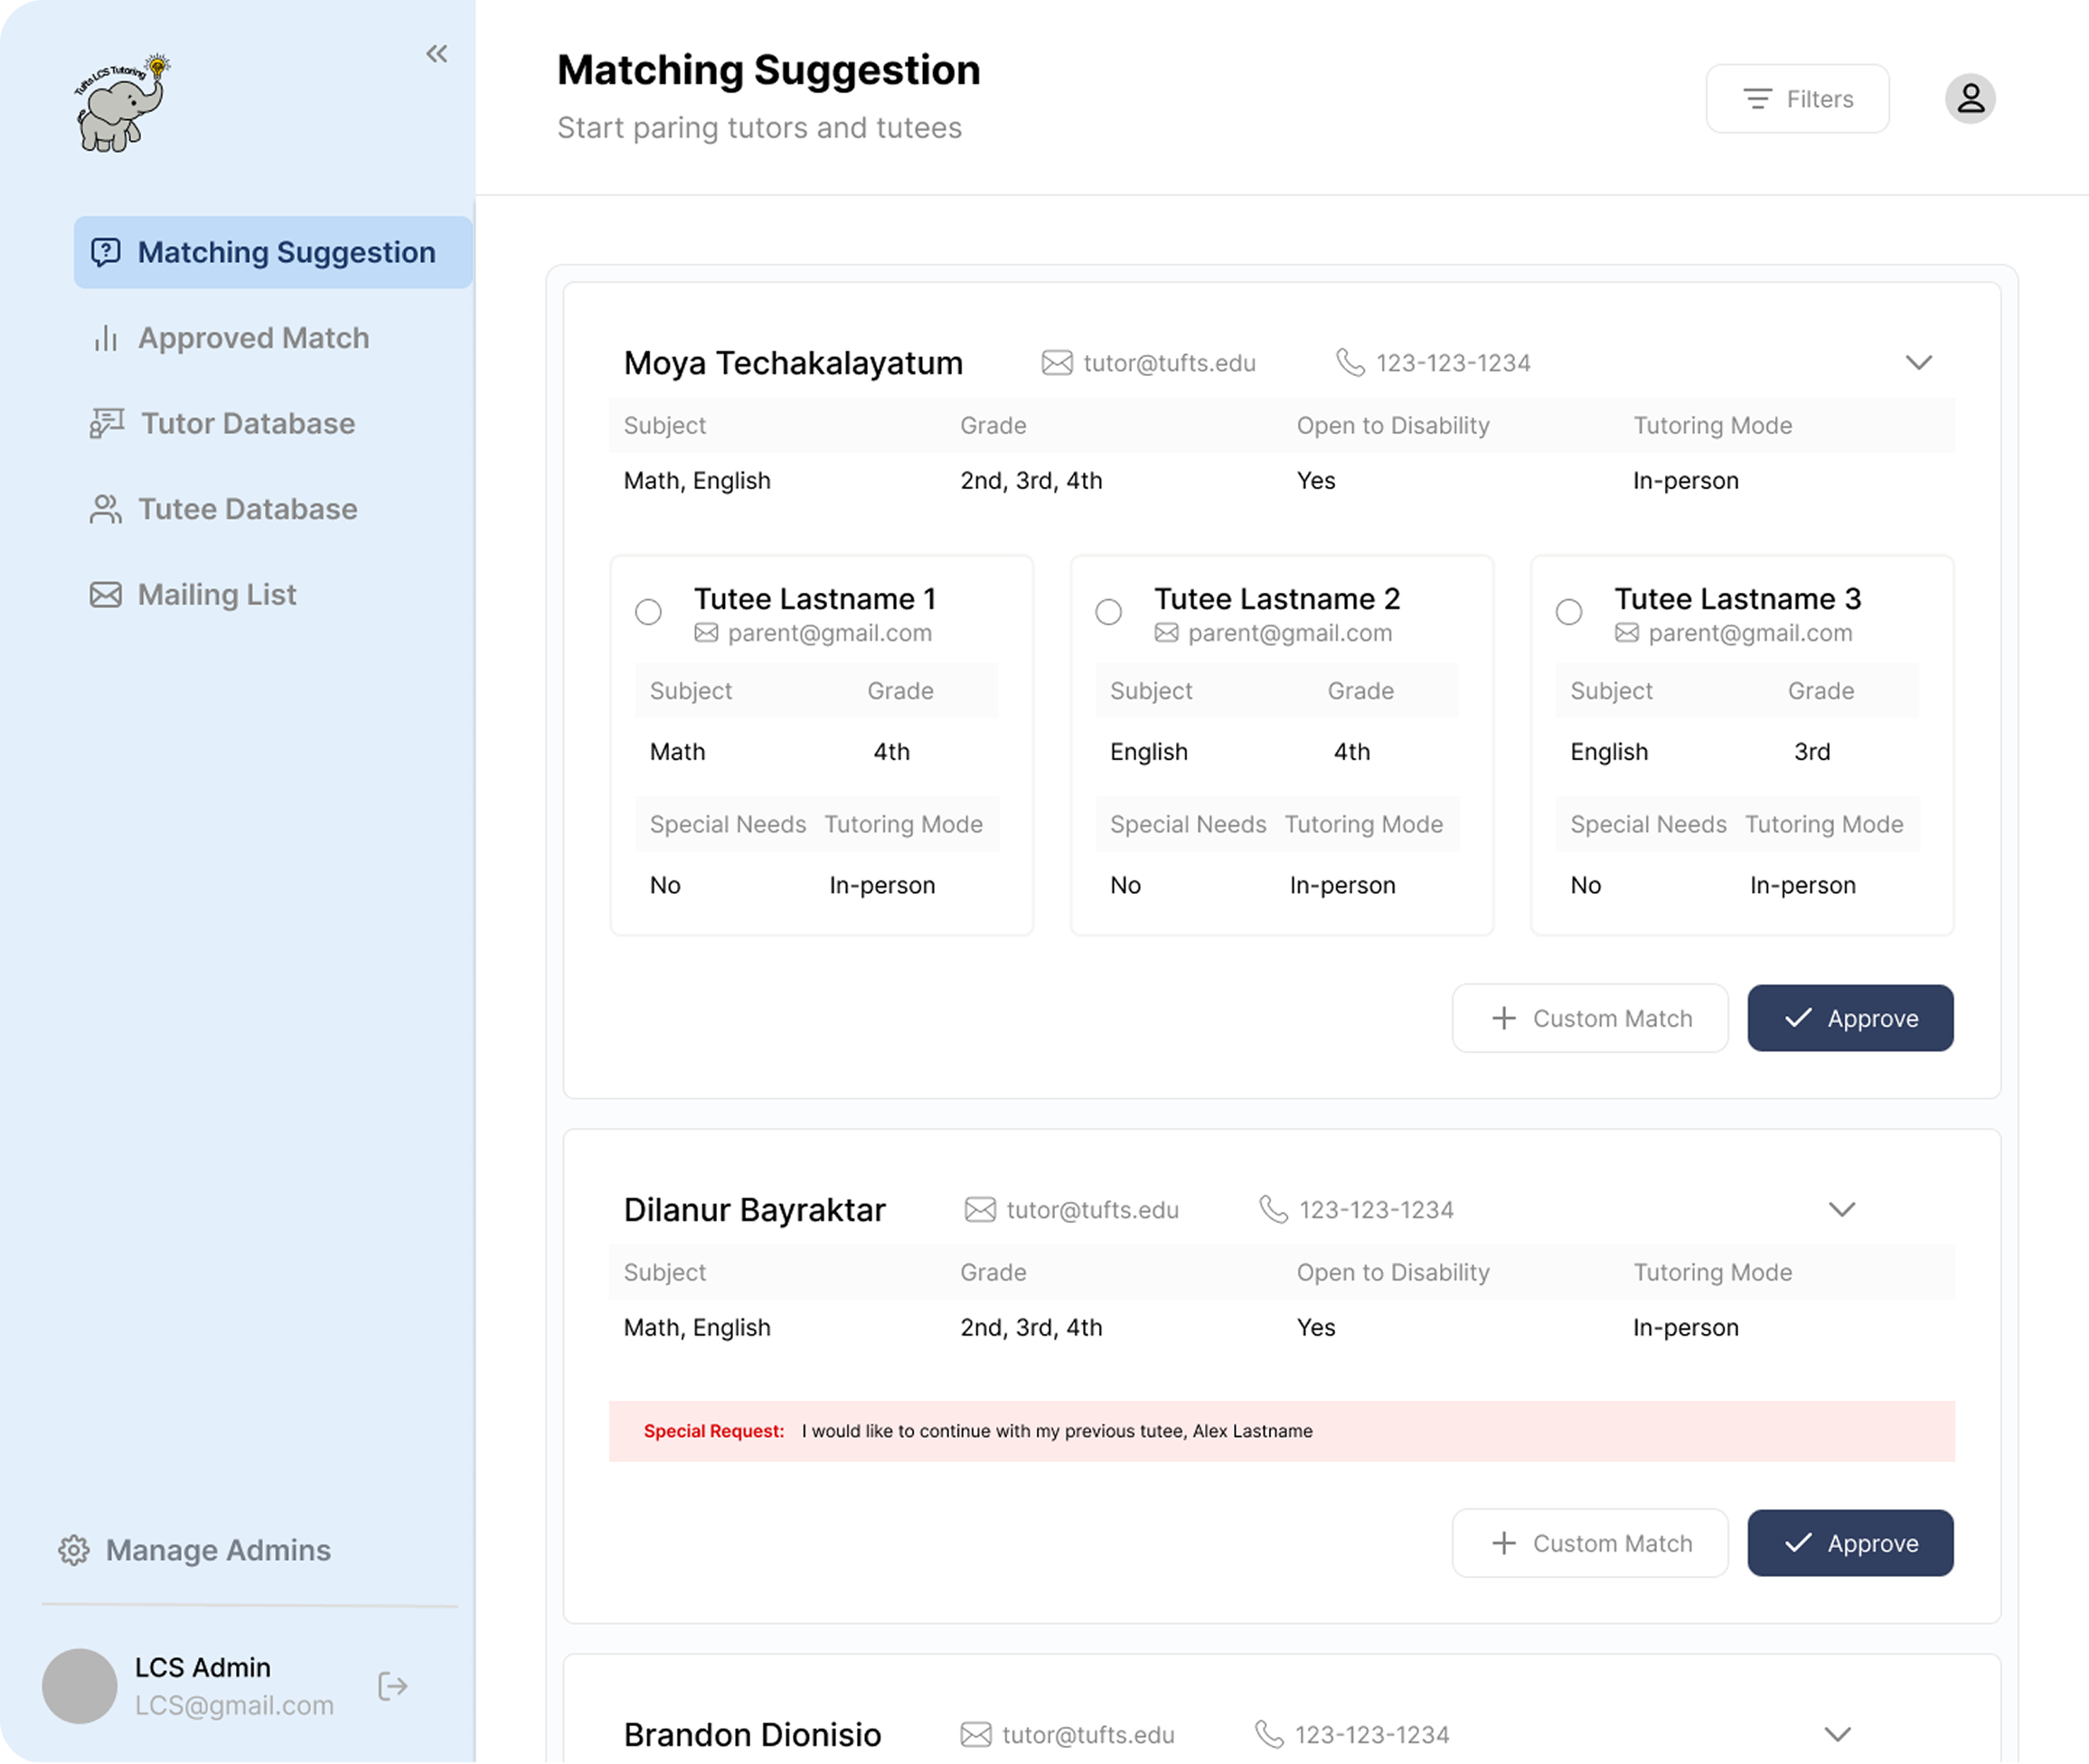 Tufts LCS Tutoring
Matching Suggestion
Approved Match
Tutor Database
Tutee Database
Mailing List
Manage Admins
LCS Admin
LCS@gmail.com
Matching Suggestion
Start paring tutors and tutees
Filters
Moya Techakalayatum tutor@tufts.edu 123-123-1234
Subject Grade Open to Disability Tutoring Mode
Math, English 2nd, 3rd, 4th Yes In-person
Tutee Lastname 1
parent@gmail.com
Subject Grade
Math 4th
Special Needs Tutoring Mode
No In-person
Tutee Lastname 2
parent@gmail.com
Subject Grade
English 4th
Special Needs Tutoring Mode
No In-person
Tutee Lastname 3
parent@gmail.com
Subject Grade
English 3rd
Special Needs Tutoring Mode
No In-person
Custom Match Approve
Dilanur Bayraktar tutor@tufts.edu 123-123-1234
Subject Grade Open to Disability Tutoring Mode
Math, English 2nd, 3rd, 4th Yes In-person
Special Request: I would like to continue with my previous tutee, Alex Lastname
Custom Match Approve
Brandon Dionisio tutor@tufts.edu 123-123-1234